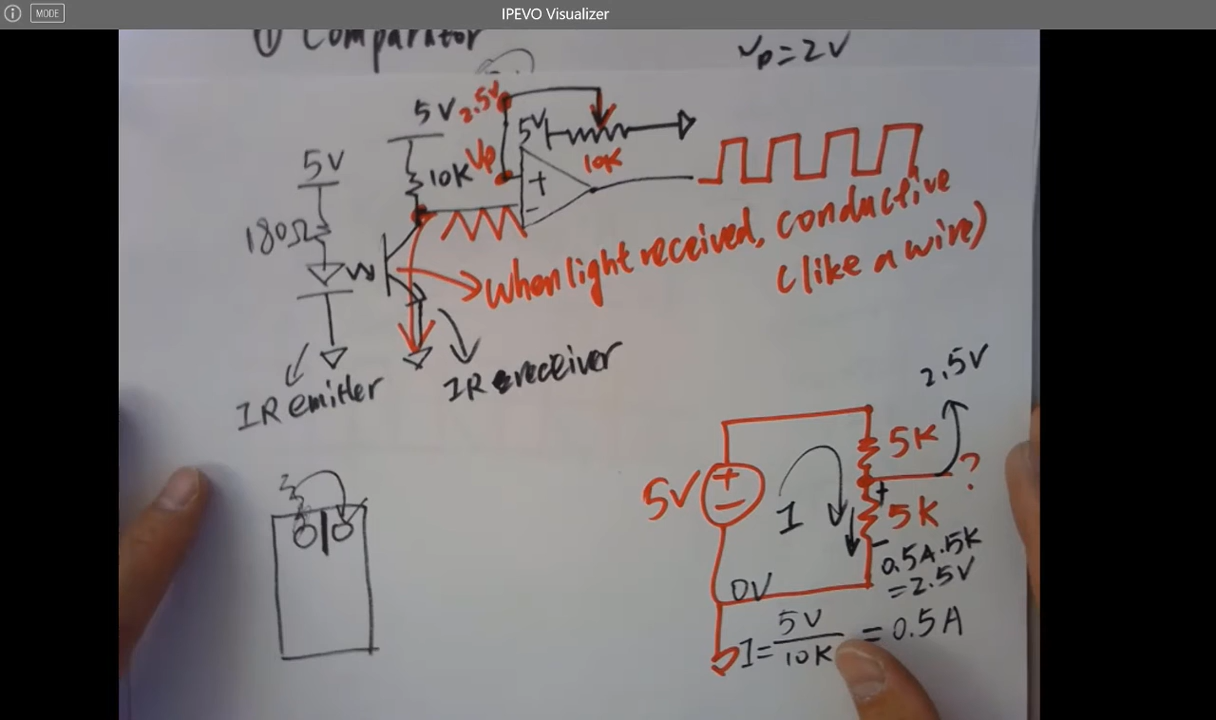 MODE
IPEVO Visualizer
① Comparator
Vp=2V
5V
2.5V
5V
10K
Vp
10K
+
-
5V
180Ω
When light received, conductive
(like a wire)
IR emitter
IR receiver
2.5V
5K
?
5V
+
-
I
+
5K
-
0.5A.5K
=2.5V
0V
I= 5V/10K = 0.5A